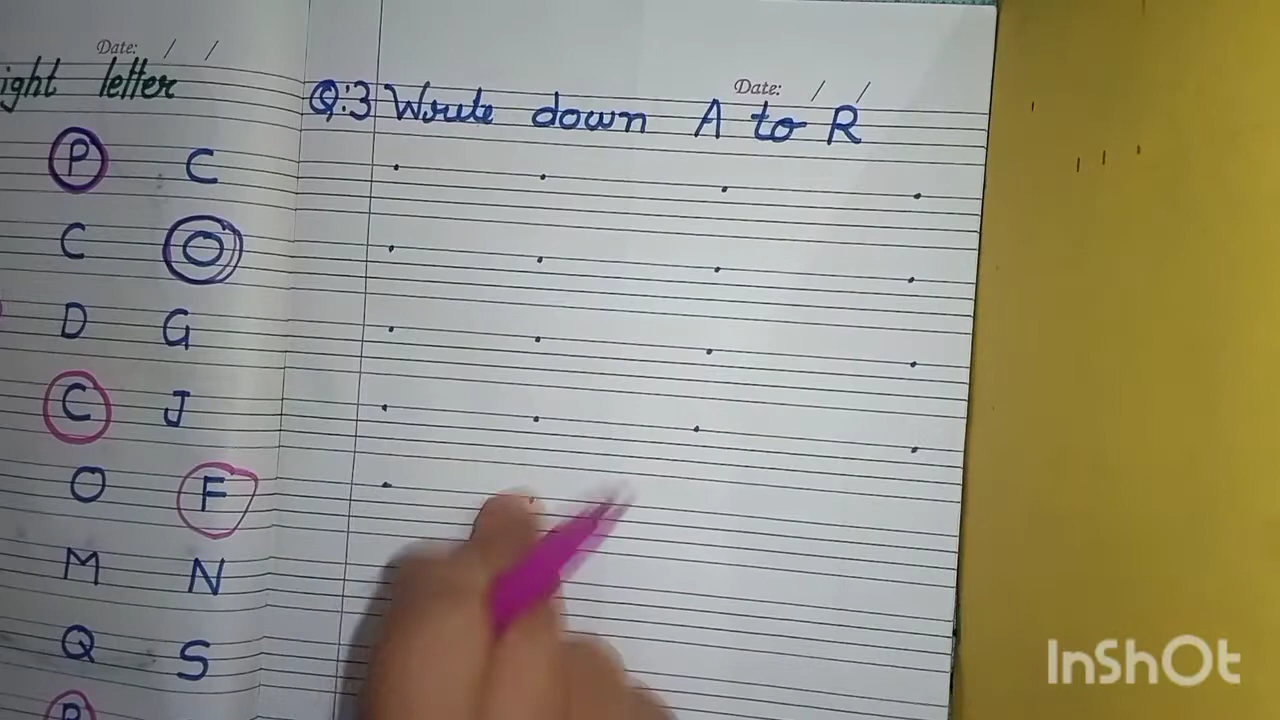 Date: / /
ight letter
P C
C O
D G
C J
O F
M N
Q S
Date: / /
Q:3 Write down A to R
InShOt